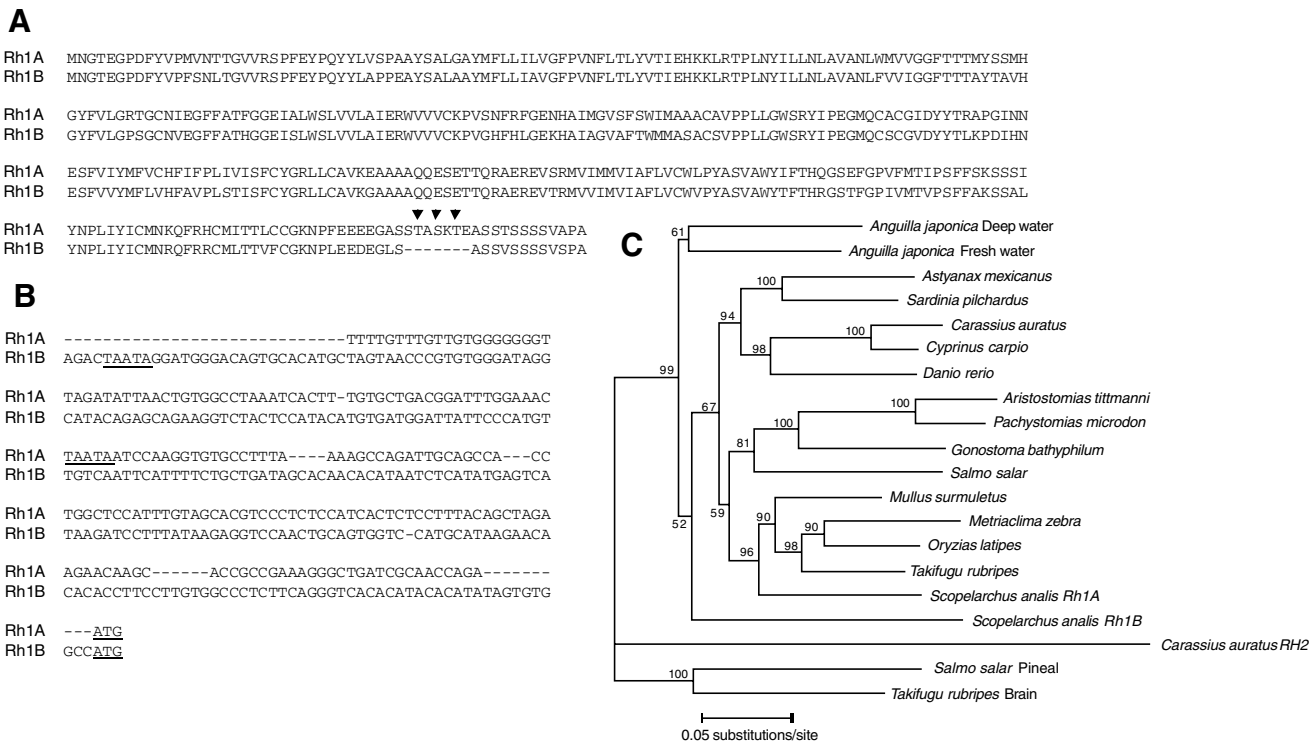 A
Rh1A MNGTEGPDFYVPMVNTTGVVRSPFEYPQYYLVSPAAYSALGAYMFLLILVGFPVNFLTLYVTIEHKKLRTPLNYILLNLAVANLWMVVGGFTTTMYSSMH
Rh1B MNGTEGPDFYVPFSNLTGVVRSPFEYPQYYLAPPEAYSALAAYMFLLIAVGFPVNFLTLYVTIEHKKLRTPLNYILLNLAVANLFVVIGGFTTTAYTAVH
Rh1A GYFVLGRTGCNIEGFFATFGGEIALWSLVVLAIERWVVVCKPVSNFRFGENHAIMGVSFSWIMAAACAVPPLLGWSRYIPEGMQCACGIDYYTRAPGINN
Rh1B GYFVLGPSGCNVEGFFATHGGEISLWSLVVLAIERWVVVCKPVGHFHLGEKHAIAGVAFTWMMASACSVPPLLGWSRYIPEGMQCSCGVDYYTLKPDIHN
Rh1A ESFVIYMFVCHFIFPLIVISFCYGRLLCAVKEAAAAQQESETTQRAEREVSRMVIMMVIAFLVCWLPYASVAWYIFTHQGSEFGPVFMTIPSFFSKSSSI
Rh1B ESFVVYMFLVHFAVPLSTISFCYGRLLCAVKGAAAAQQESETTQRAEREVTRMVVIMVIAFLVCWVPYASVAWYTFTHRGSTFGPIVMTVPSFFAKSSAL
Rh1A YNPLIYICMNKQFRHCMITTLCCGKNPFEEEEGASSTASKTEASSTSSSSVAPA
Rh1B YNPLIYICMNRQFRRCMLTTVFCGKNPLEEDEGLS-------ASSVSSSSVSPA
B
Rh1A -----------------------------TTTTGTTTGTTGTGGGGGGGT
Rh1B AGACTAATAGGATGGGACAGTGCACATGCTAGTAACCCGTGTGGGATAGG
Rh1A TAGATATTAACTGTGGCCTAAATCACTT-TGTGCTGACGGATTTGGAAAC
Rh1B CATACAGAGCAGAAGGTCTACTCCATACATGTGATGGATTATTCCCATGT
Rh1A TAATAATCCAAGGTGTGCCTTTA----AAAGCCAGATTGCAGCCA---CC
Rh1B TGTCAATTCATTTTCTGCTGATAGCACAACACATAATCTCATATGAGTCA
Rh1A TGGCTCCATTTGTAGCACGTCCCTCTCCATCACTCTCCTTTACAGCTAGA
Rh1B TAAGATCCTTTATAAGAGGTCCAACTGCAGTGGTC-CATGCATAAGAACA
Rh1A AGAACAAGC------ACCGCCGAAAGGGCTGATCGCAACCAGA-------
Rh1B CACACCTTCCTTGTGGCCCTCTTCAGGGTCACACATACACATATAGTGTG
Rh1A ---ATG
Rh1B GCCATG
C
Anguilla japonica Deep water
61
Anguilla japonica Fresh water
Astyanax mexicanus
100
Sardinia pilchardus
94
Carassius auratus
100
Cyprinus carpio
98
Danio rerio
99
Aristostomias tittmanni
100
67
Pachystomias microdon
100
81
Gonostoma bathyphilum
Salmo salar
Mullus surmuletus
52
59
90
Metriaclima zebra
90
Oryzias latipes
96
98
Takifugu rubripes
Scopelarchus analis Rh1A
Scopelarchus analis Rh1B
Carassius auratus RH2
Salmo salar Pineal
100
Takifugu rubripes Brain
0.05 substitutions/site